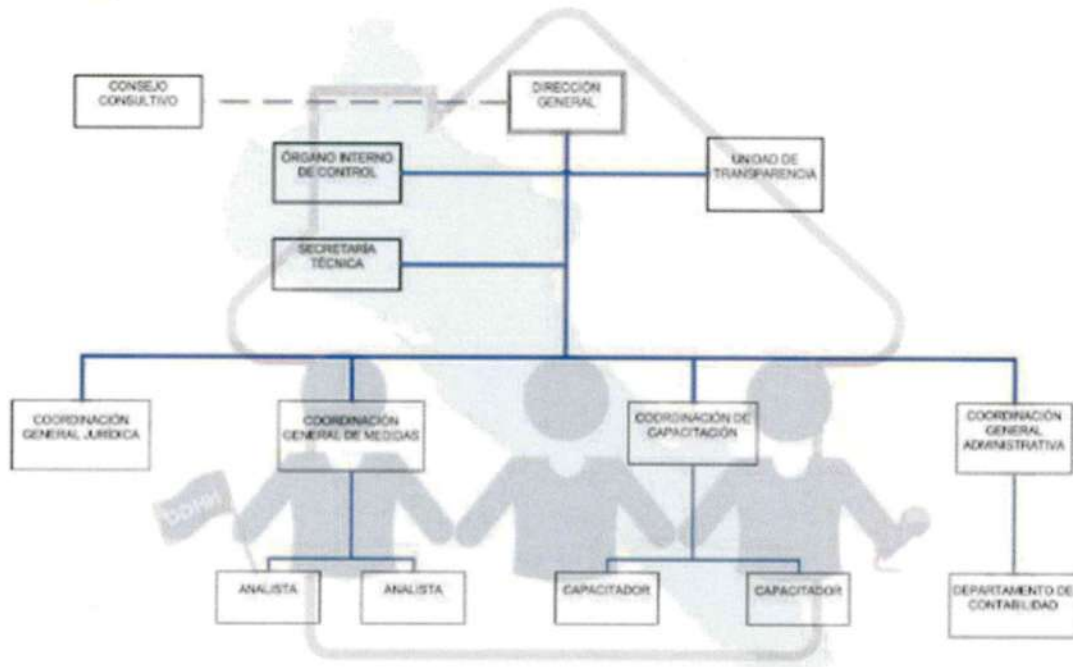 CONSEJO
CONSULTIVO
DIRECCIÓN
GENERAL
ÓRGANO INTERNO
DE CONTROL
UNIDAD DE
TRANSPARENCIA
SECRETARÍA
TÉCNICA
COORDINACIÓN
GENERAL JURÍDICA
COORDINACIÓN
GENERAL DE MEDIDAS
COORDINACIÓN DE
CAPACITACIÓN
COORDINACIÓN
GENERAL
ADMINISTRATIVA
DDHH
ANALISTA
ANALISTA
CAPACITADOR
CAPACITADOR
DEPARTAMENTO DE
CONTABILIDAD